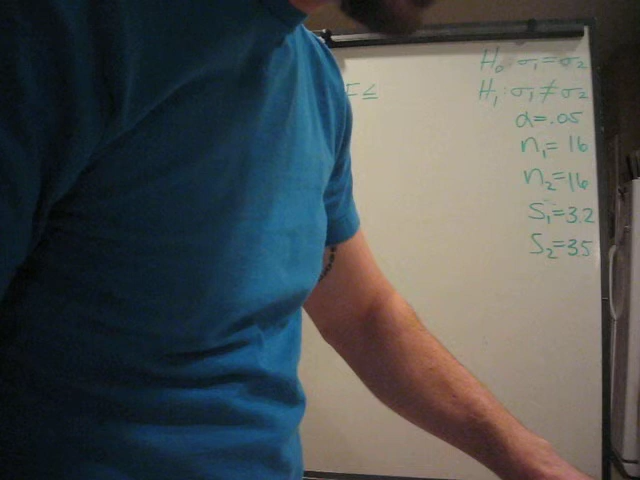 H₀: σ₁=σ₂
H₁: σ₁≠σ₂
α=.05
n₁=16
n₂=16
S₁=3.2
S₂=3.5
≤